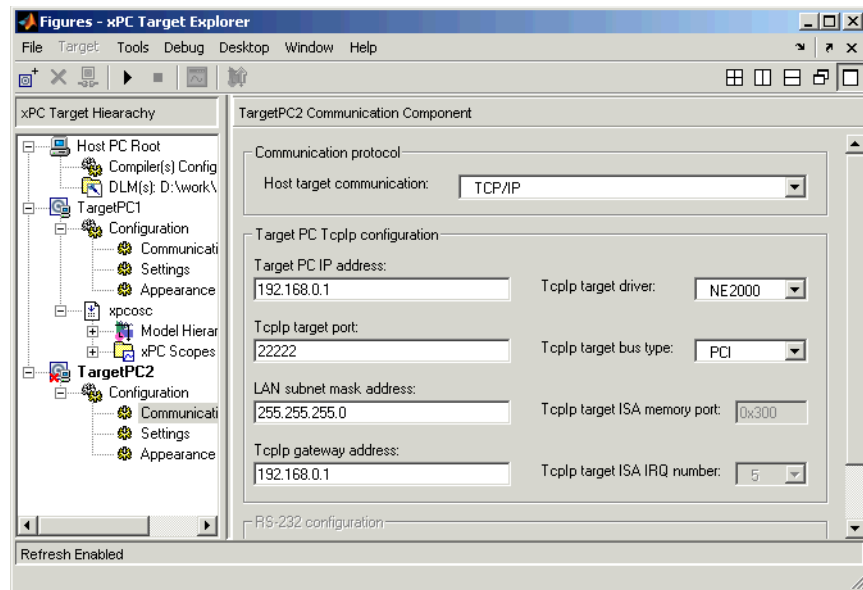 Figures - xPC Target Explorer
File Target Tools Debug Desktop Window Help
xPC Target Hiearachy
TargetPC2 Communication Component
Host PC Root
Compiler(s) Config
DLM(s): D:\work\
TargetPC1
Configuration
Communicati
Settings
Appearance
xpcosc
Model Hierar
xPC Scopes
TargetPC2
Configuration
Communicati
Settings
Appearance
Communication protocol
Host target communication: TCP/IP
Target PC TcpIp configuration
Target PC IP address:
192.168.0.1
TcpIp target driver: NE2000
TcpIp target port:
22222
TcpIp target bus type: PCI
LAN subnet mask address:
255.255.255.0
TcpIp target ISA memory port: 0x300
TcpIp gateway address:
192.168.0.1
TcpIp target ISA IRQ number: 5
RS-232 configuration
Refresh Enabled